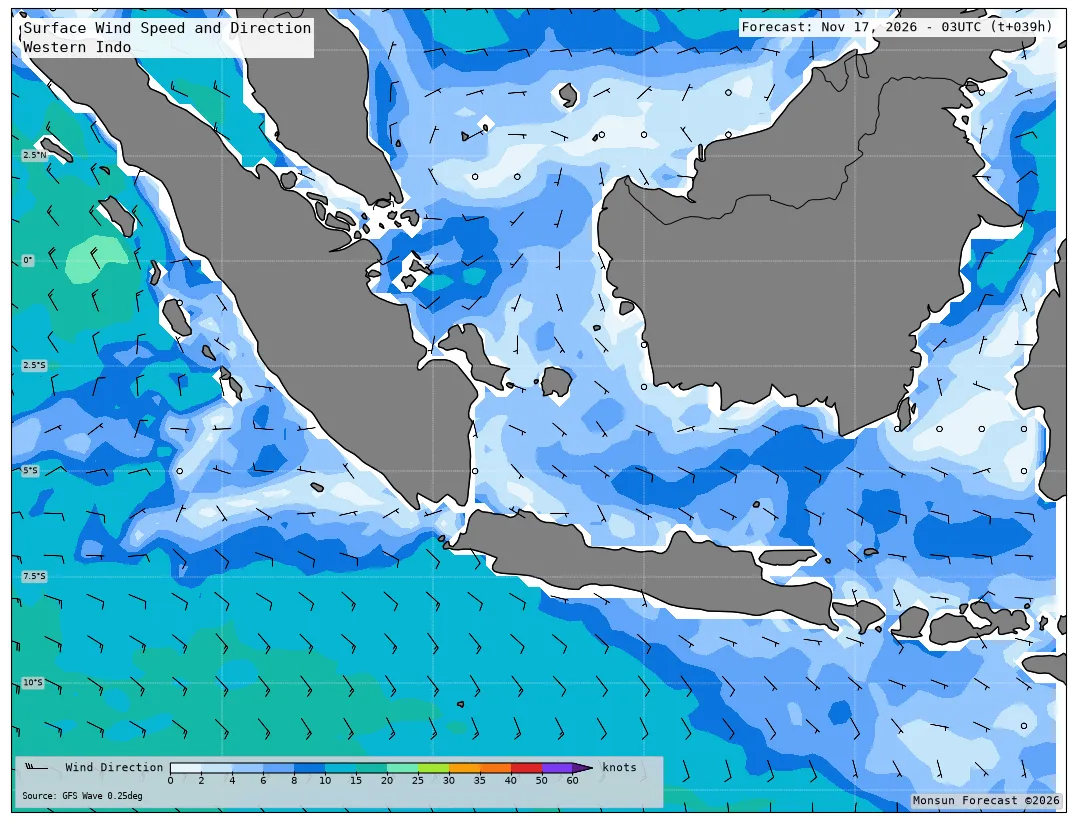 Surface Wind Speed and Direction
Western Indo
Forecast: Nov 17, 2026 - 03UTC (t+039h)
2.5°N
0°
2.5°S
5°S
7.5°S
10°S
Wind Direction
0 2 4 6 8 10 15 20 25 30 35 40 50 60
knots
Source: GFS Wave 0.25deg
Monsun Forecast ©2026